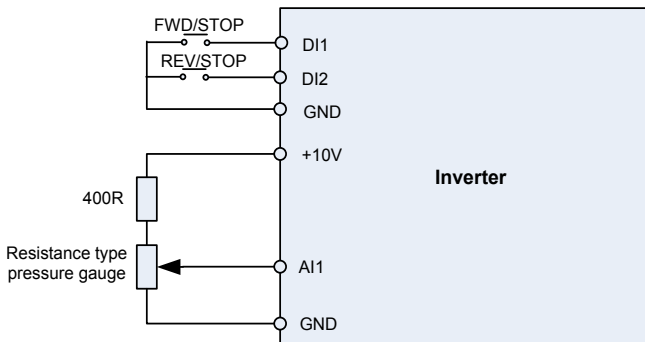 FWD/STOP
DI1
REV/STOP
DI2
GND
+10V
Inverter
400R
Resistance type
pressure gauge
AI1
GND